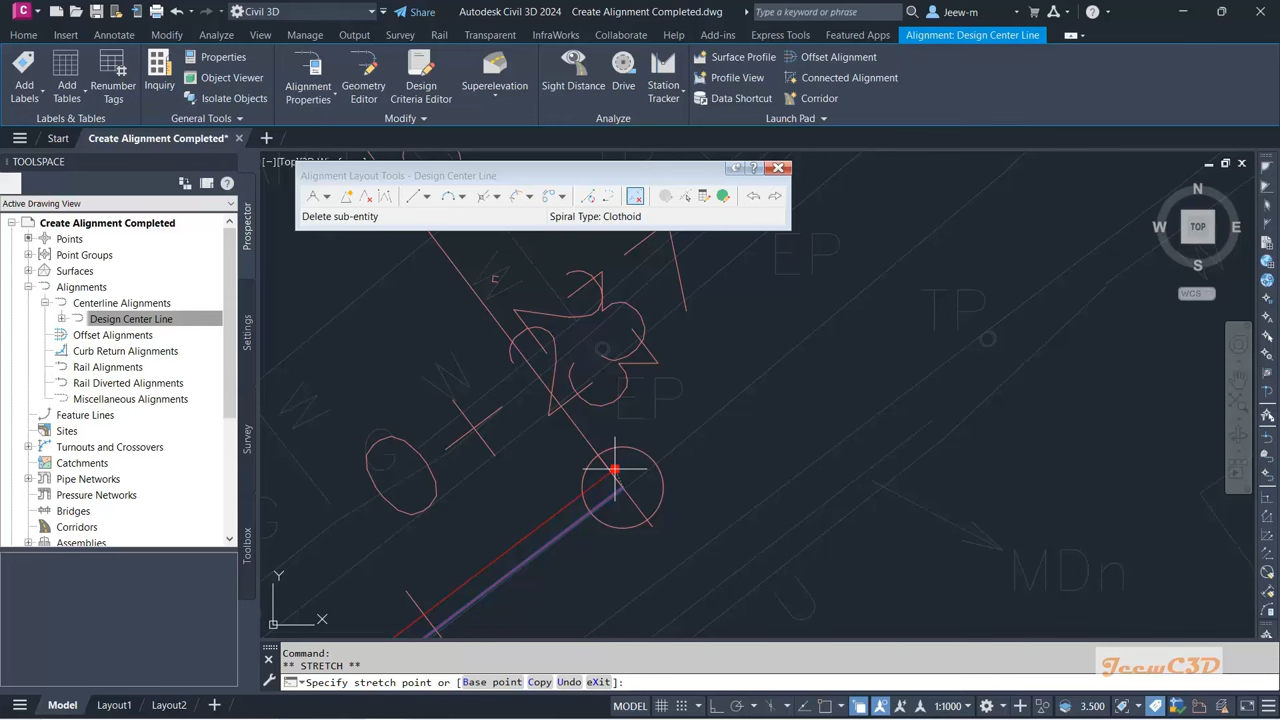 Civil 3D
Share
Autodesk Civil 3D 2024 Create Alignment Completed.dwg
Type a keyword or phrase
Jeew-m
Home Insert Annotate Modify Analyze View Manage Output Survey Rail Transparent InfraWorks Collaborate Help Add-ins Express Tools Featured Apps Alignment: Design Center Line
Add Labels
Add Tables
Renumber Tags
Inquiry
Properties
Object Viewer
Isolate Objects
Alignment Properties
Geometry Editor
Design Criteria Editor
Superelevation
Sight Distance
Drive
Station Tracker
Surface Profile
Profile View
Data Shortcut
Offset Alignment
Connected Alignment
Corridor
Labels & Tables
General Tools
Modify
Analyze
Launch Pad
Start
Create Alignment Completed*
TOOLSPACE
Active Drawing View
Create Alignment Completed
Points
Point Groups
Surfaces
Alignments
Centerline Alignments
Design Center Line
Offset Alignments
Curb Return Alignments
Rail Alignments
Rail Diverted Alignments
Miscellaneous Alignments
Feature Lines
Sites
Turnouts and Crossovers
Catchments
Pipe Networks
Pressure Networks
Bridges
Corridors
Assemblies
Prospector
Settings
Survey
Toolbox
Alignment Layout Tools - Design Center Line
Delete sub-entity
Spiral Type: Clothoid
EP
TP
EP
MDn
W
W
G
U
N
W TOP E
S
WCS
Y
X
Command:
** STRETCH **
Specify stretch point or [Base point Copy Undo eXit]:
JeewC3D
Model Layout1 Layout2
MODEL
1:1000
3.500